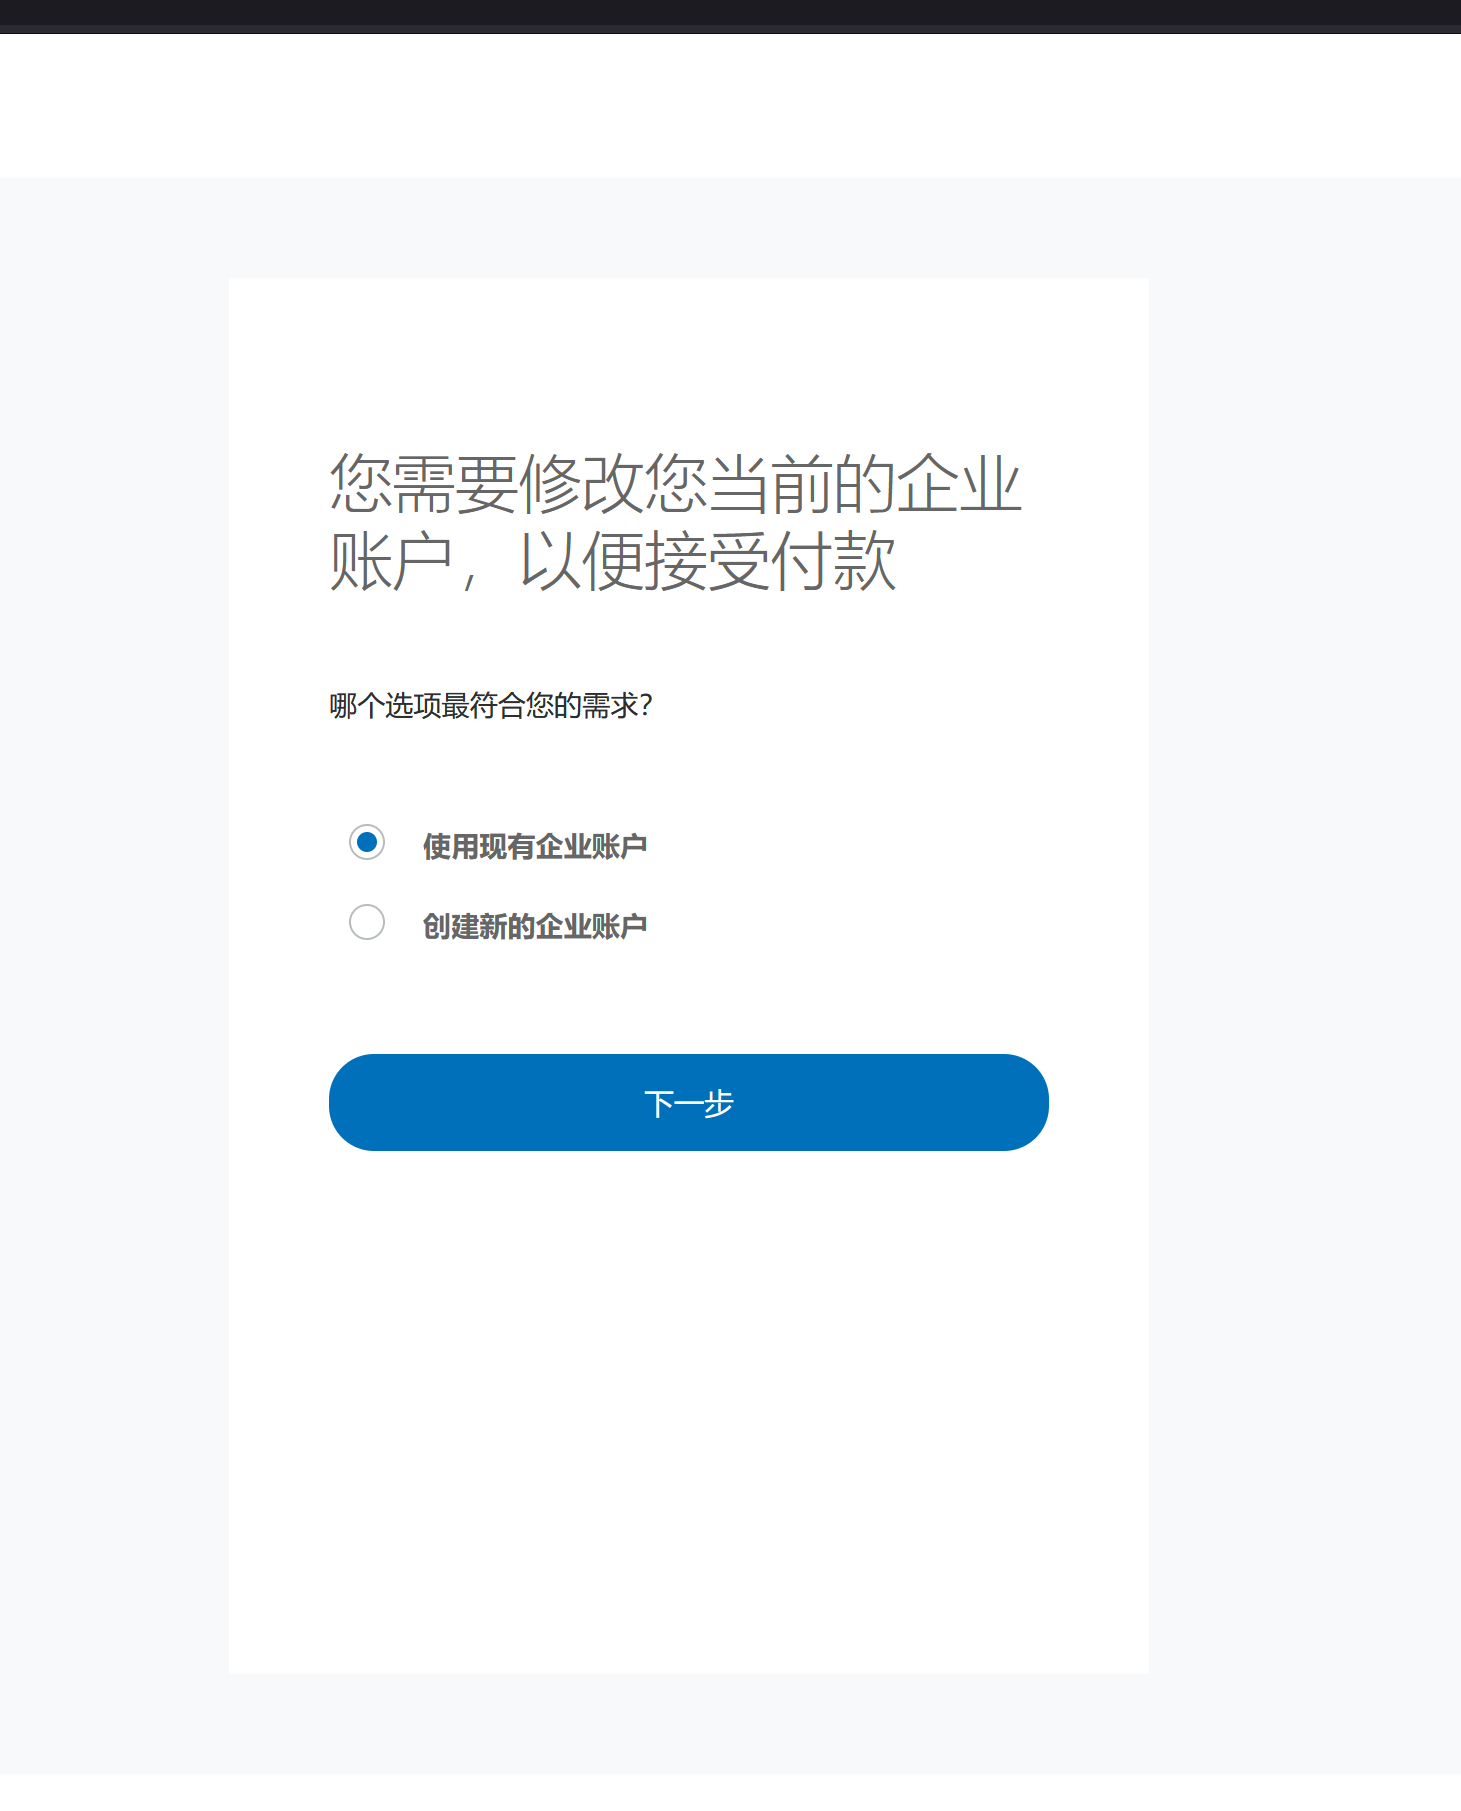 您需要修改您当前的企业
账户，以便接受付款
哪个选项最符合您的需求？
使用现有企业账户
创建新的企业账户
下一步